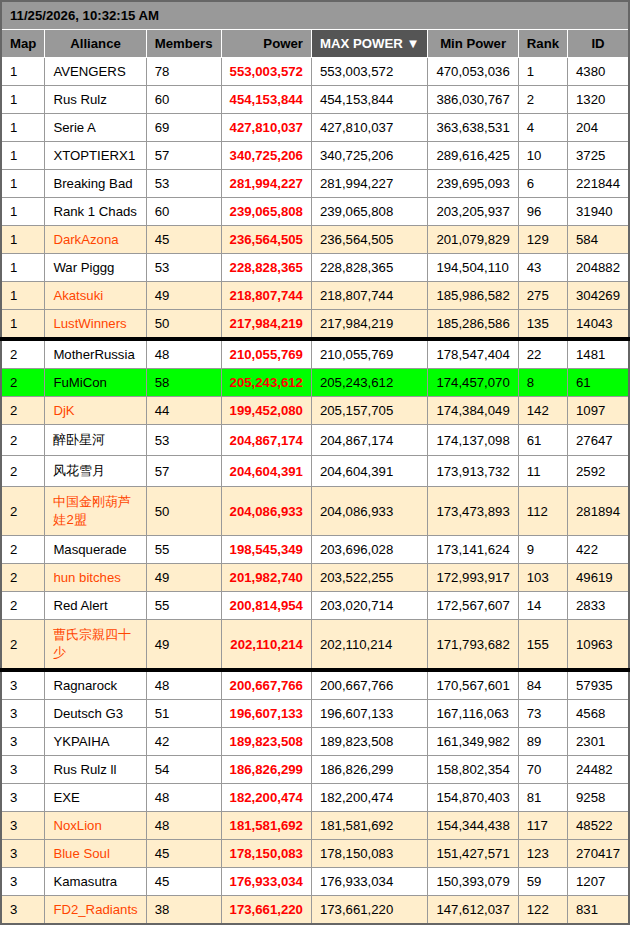 11/25/2026, 10:32:15 AM
Map Alliance Members Power MAX POWER ▼ Min Power Rank ID
1 AVENGERS 78 553,003,572 553,003,572 470,053,036 1 4380
1 Rus Rulz 60 454,153,844 454,153,844 386,030,767 2 1320
1 Serie A 69 427,810,037 427,810,037 363,638,531 4 204
1 XTOPTIERX1 57 340,725,206 340,725,206 289,616,425 10 3725
1 Breaking Bad 53 281,994,227 281,994,227 239,695,093 6 221844
1 Rank 1 Chads 60 239,065,808 239,065,808 203,205,937 96 31940
1 DarkAzona 45 236,564,505 236,564,505 201,079,829 129 584
1 War Piggg 53 228,828,365 228,828,365 194,504,110 43 204882
1 Akatsuki 49 218,807,744 218,807,744 185,986,582 275 304269
1 LustWinners 50 217,984,219 217,984,219 185,286,586 135 14043
2 MotherRussia 48 210,055,769 210,055,769 178,547,404 22 1481
2 FuMiCon 58 205,243,612 205,243,612 174,457,070 8 61
2 DjK 44 199,452,080 205,157,705 174,384,049 142 1097
2 醉卧星河 53 204,867,174 204,867,174 174,137,098 61 27647
2 风花雪月 57 204,604,391 204,604,391 173,913,732 11 2592
2 中国金刚葫芦 50 204,086,933 204,086,933 173,473,893 112 281894
娃2盟
2 Masquerade 55 198,545,349 203,696,028 173,141,624 9 422
2 hun bitches 49 201,982,740 203,522,255 172,993,917 103 49619
2 Red Alert 55 200,814,954 203,020,714 172,567,607 14 2833
2 曹氏宗親四十 49 202,110,214 202,110,214 171,793,682 155 10963
少
3 Ragnarock 48 200,667,766 200,667,766 170,567,601 84 57935
3 Deutsch G3 51 196,607,133 196,607,133 167,116,063 73 4568
3 YKPAIHA 42 189,823,508 189,823,508 161,349,982 89 2301
3 Rus Rulz ll 54 186,826,299 186,826,299 158,802,354 70 24482
3 EXE 48 182,200,474 182,200,474 154,870,403 81 9258
3 NoxLion 48 181,581,692 181,581,692 154,344,438 117 48522
3 Blue Soul 45 178,150,083 178,150,083 151,427,571 123 270417
3 Kamasutra 45 176,933,034 176,933,034 150,393,079 59 1207
3 FD2_Radiants 38 173,661,220 173,661,220 147,612,037 122 831